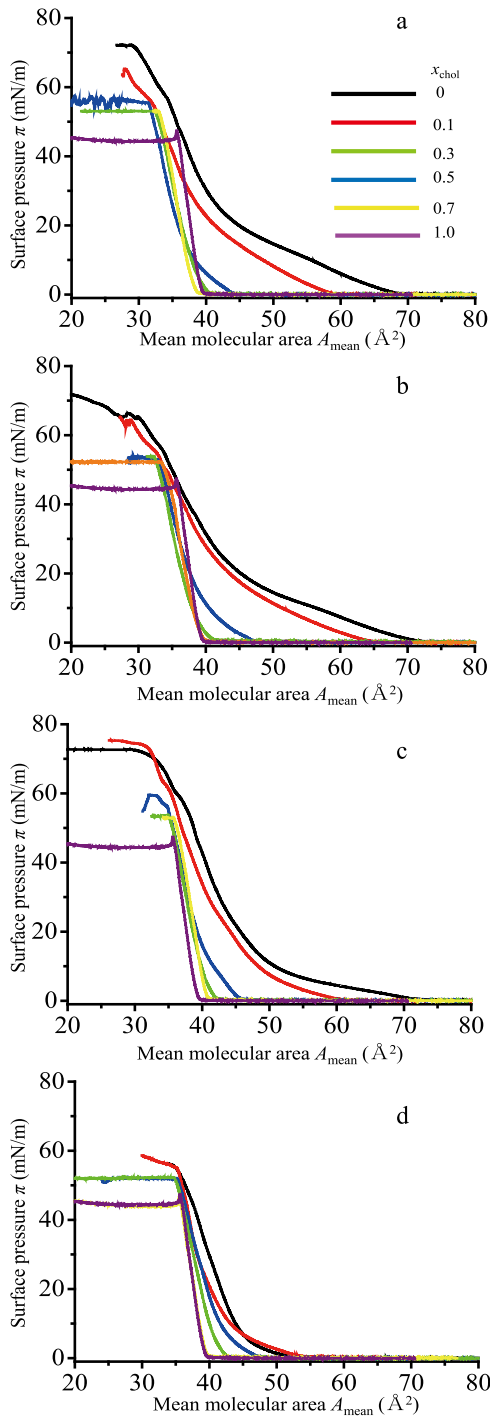 a
80
60
40
20
0
Surface pressure π (mN/m)
x_chol
0
0.1
0.3
0.5
0.7
1.0
20 30 40 50 60 70 80
Mean molecular area A_mean (Å²)
b
80
60
40
20
0
Surface pressure π (mN/m)
20 30 40 50 60 70 80
Mean molecular area A_mean (Å²)
c
80
60
40
20
0
Surface pressure π (mN/m)
20 30 40 50 60 70 80
Mean molecular area A_mean (Å²)
d
80
60
40
20
0
Surface pressure π (mN/m)
20 30 40 50 60 70 80
Mean molecular area A_mean (Å²)